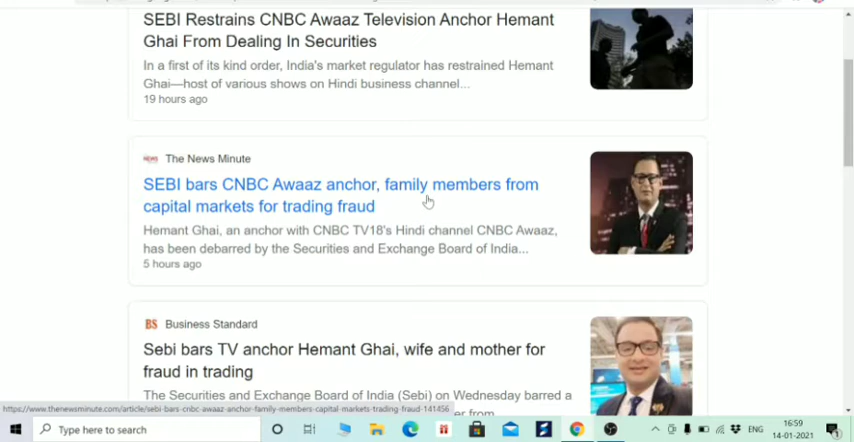 SEBI Restrains CNBC Awaaz Television Anchor Hemant
Ghai From Dealing In Securities
In a first of its kind order, India's market regulator has restrained Hemant
Ghai—host of various shows on Hindi business channel...
19 hours ago
NEWS The News Minute
SEBI bars CNBC Awaaz anchor, family members from
capital markets for trading fraud
Hemant Ghai, an anchor with CNBC TV18's Hindi channel CNBC Awaaz,
has been debarred by the Securities and Exchange Board of India...
5 hours ago
BS Business Standard
Sebi bars TV anchor Hemant Ghai, wife and mother for
fraud in trading
The Securities and Exchange Board of India (Sebi) on Wednesday barred a
from
https://www.thenewsminute.com/article/sebi-bars-cnbc-awaaz-anchor-family-members-capital-markets-trading-fraud-141456
Type here to search
ENG
16:59
14-01-2021